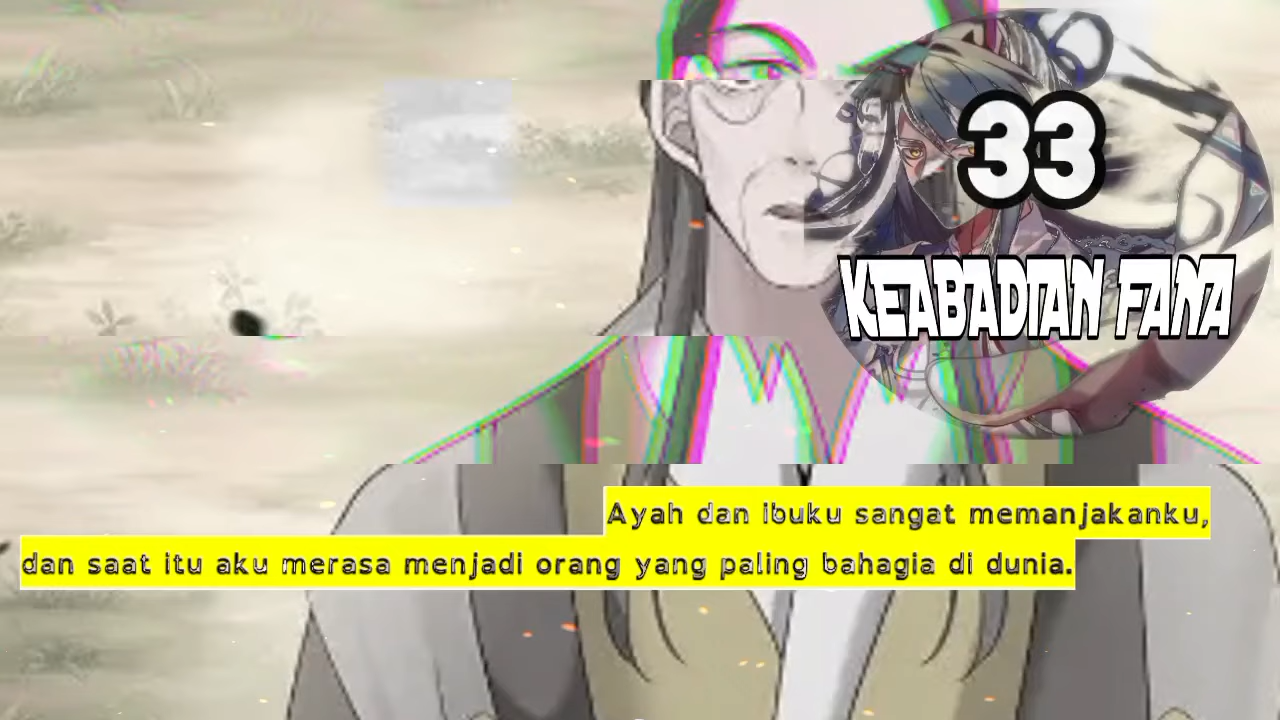 33
KEABADIAN FANA
Ayah dan ibuku sangat memanjakanku,
dan saat itu aku merasa menjadi orang yang paling bahagia di dunia.